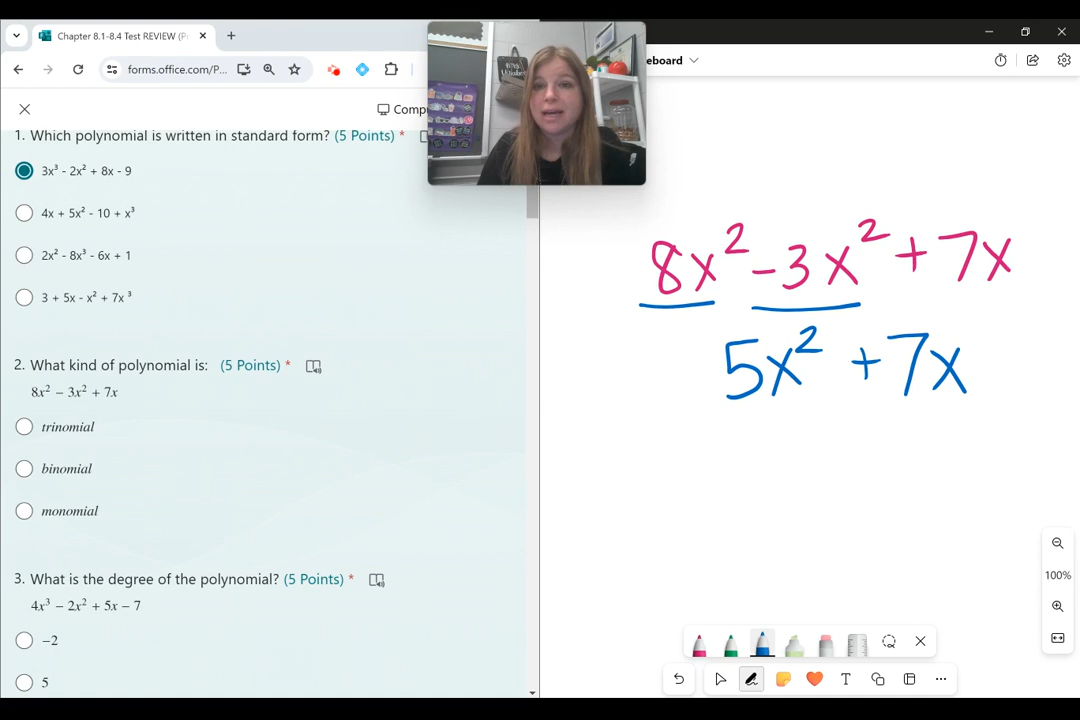 Chapter 8.1-8.4 Test REVIEW (P
forms.office.com/P...
Comp
eboard
1. Which polynomial is written in standard form? (5 Points) *
3x³ - 2x² + 8x - 9
4x + 5x² - 10 + x³
2x² - 8x³ - 6x + 1
3 + 5x - x² + 7x ³
2. What kind of polynomial is: (5 Points) *
8x² − 3x² + 7x
trinomial
binomial
monomial
3. What is the degree of the polynomial? (5 Points) *
4x³ − 2x² + 5x − 7
−2
5
8x² - 3x² + 7x
5x² + 7x
100%
T